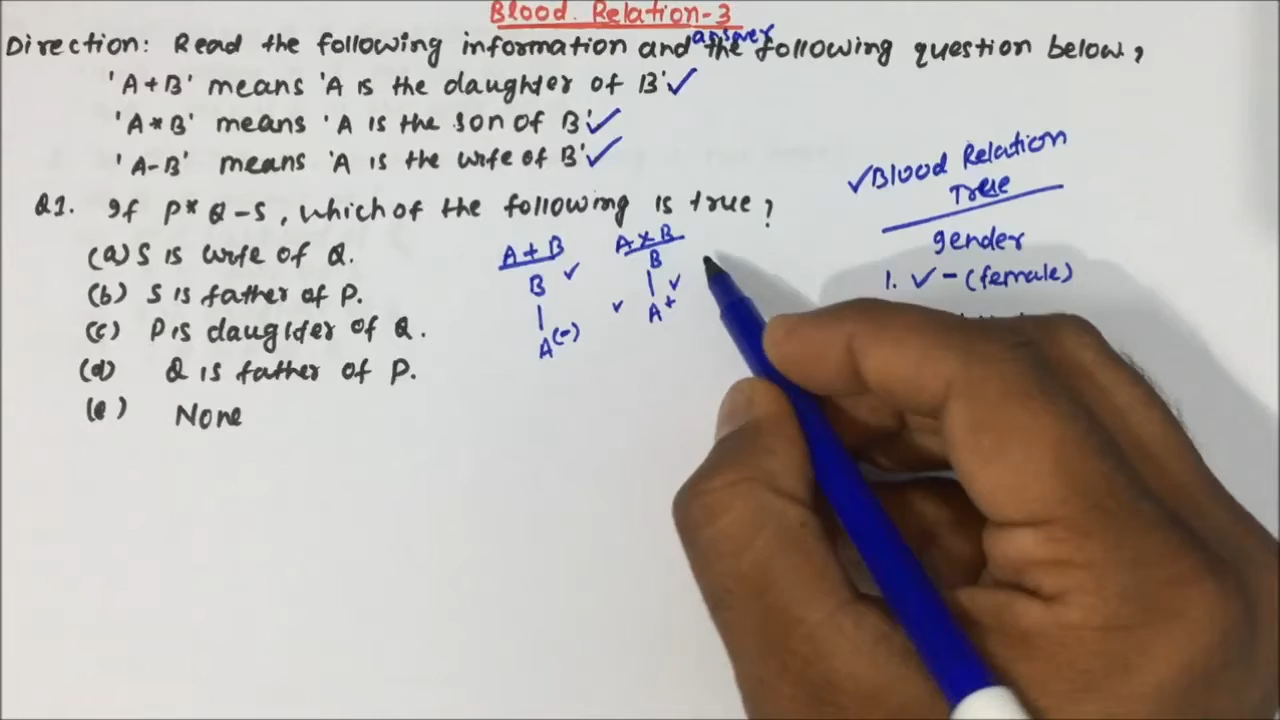 Blood. Relation-3
answer
Direction: Read the following information and the following question below,
'A+B' means 'A is the daughter of B' ✓
'A*B' means 'A is the son of B' ✓
'A-B' means 'A is the wife of B' ✓
Q1. If P* Q-S, which of the following is true?
(a) S is wife of Q.
(b) S is father of P.
(c) P is daughter of Q.
(d) Q is father of P.
(e) None
A+B
B ✓
A(-)
A*B
B
✓ A+ ✓
✓Blood Relation
Tree
gender
1. ✓ - (female)